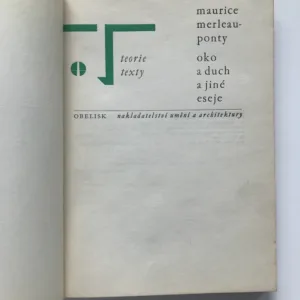 maurice
merleau-
ponty
teorie
texty
oko
a duch
a jiné
eseje
OBELISK nakladatelství umění a architektury